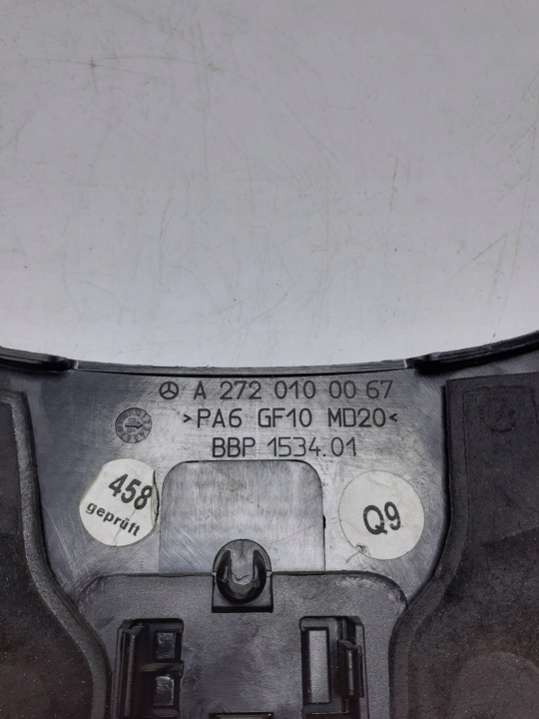 A 272 010 00 67
>PA6 GF10 MD20<
BBP 1534.01
458
geprüft
Q9